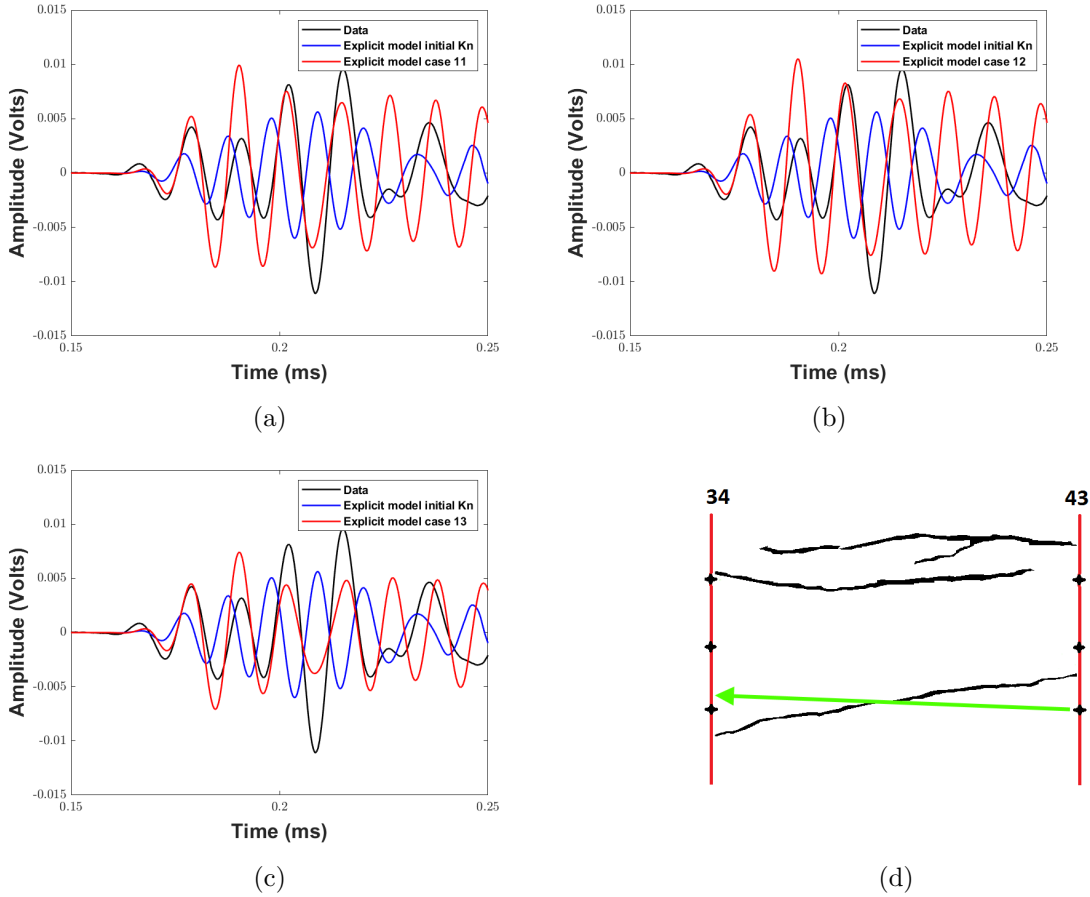 0.015
0.01
0.005
0
-0.005
-0.01
-0.015
Amplitude (Volts)
Data
Explicit model initial Kn
Explicit model case 11
0.15
0.2
0.25
Time (ms)
(a)
0.015
0.01
0.005
0
-0.005
-0.01
-0.015
Amplitude (Volts)
Data
Explicit model initial Kn
Explicit model case 12
0.15
0.2
0.25
Time (ms)
(b)
0.015
0.01
0.005
0
-0.005
-0.01
-0.015
Amplitude (Volts)
Data
Explicit model initial Kn
Explicit model case 13
0.15
0.2
0.25
Time (ms)
(c)
34
43
(d)